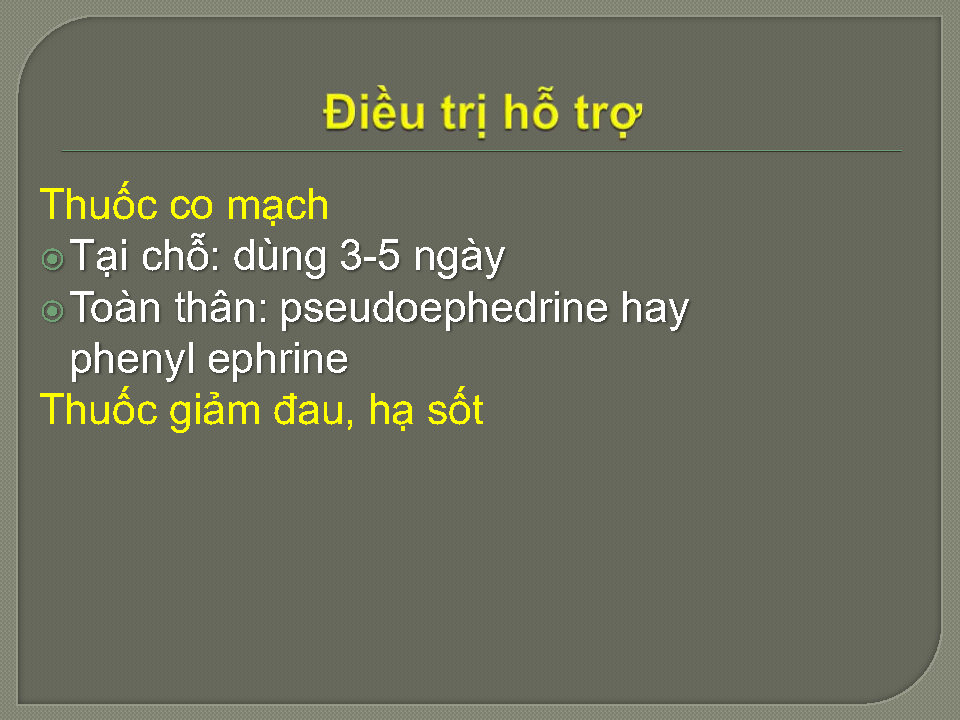 Điều trị hỗ trợ
Thuốc co mạch
Tại chỗ: dùng 3-5 ngày
Toàn thân: pseudoephedrine hay
phenyl ephrine
Thuốc giảm đau, hạ sốt